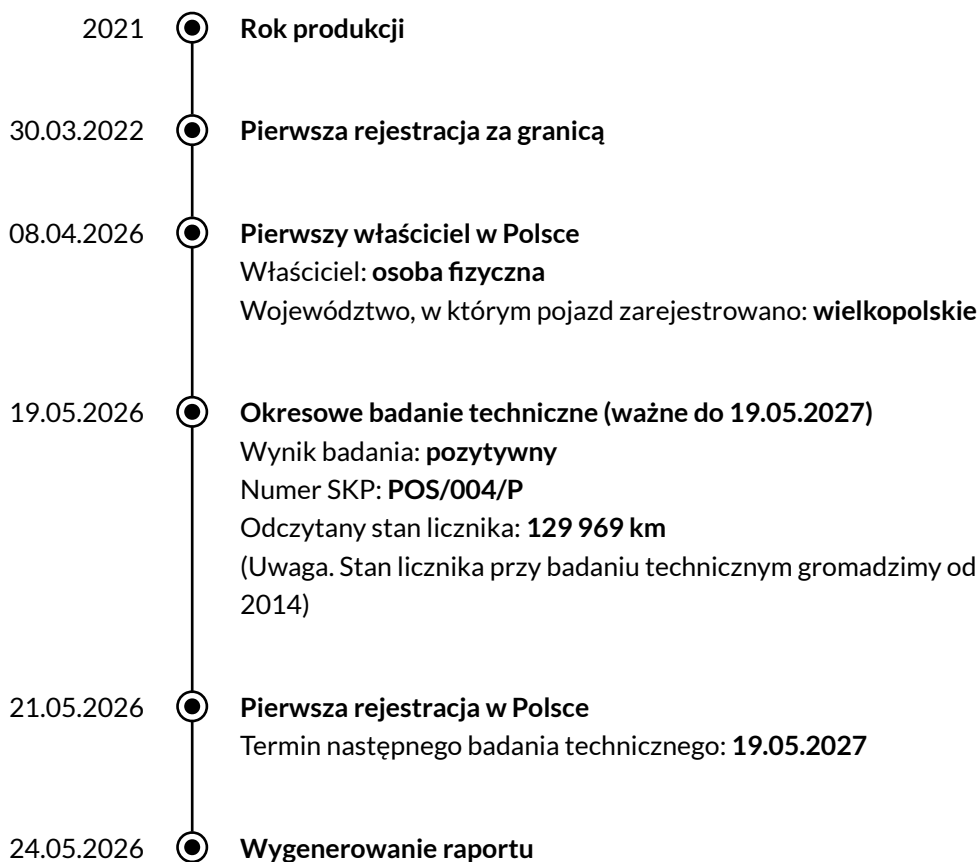 2021 Rok produkcji
30.03.2022 Pierwsza rejestracja za granicą
08.04.2026 Pierwszy właściciel w Polsce
Właściciel: osoba fizyczna
Województwo, w którym pojazd zarejestrowano: wielkopolskie
19.05.2026 Okresowe badanie techniczne (ważne do 19.05.2027)
Wynik badania: pozytywny
Numer SKP: POS/004/P
Odczytany stan licznika: 129 969 km
(Uwaga. Stan licznika przy badaniu technicznym gromadzimy od
2014)
21.05.2026 Pierwsza rejestracja w Polsce
Termin następnego badania technicznego: 19.05.2027
24.05.2026 Wygenerowanie raportu